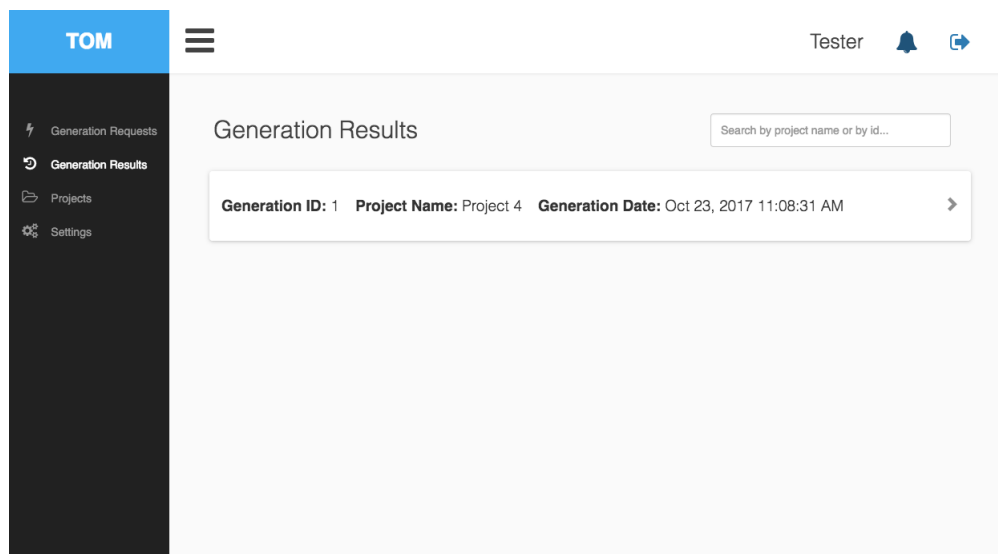 TOM
Tester
Generation Requests
Generation Results
Projects
Settings
Generation Results
Search by project name or by id...
Generation ID: 1 Project Name: Project 4 Generation Date: Oct 23, 2017 11:08:31 AM